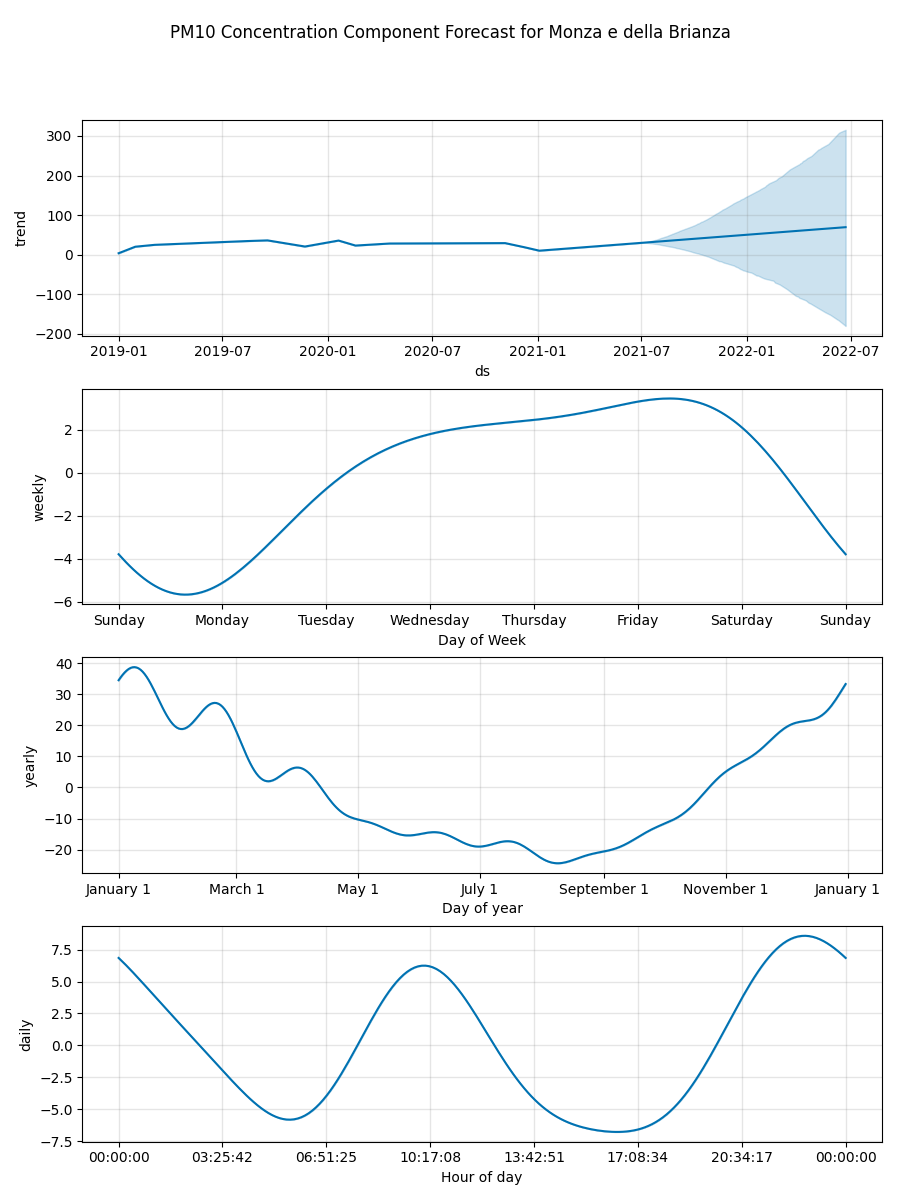 PM10 Concentration Component Forecast for Monza e della Brianza
300
200
100
0
−100
−200
trend
2019-01 2019-07 2020-01 2020-07 2021-01 2021-07 2022-01 2022-07
ds
2
0
−2
−4
−6
weekly
Sunday Monday Tuesday Wednesday Thursday Friday Saturday Sunday
Day of Week
40
30
20
10
0
−10
−20
yearly
January 1 March 1 May 1 July 1 September 1 November 1 January 1
Day of year
7.5
5.0
2.5
0.0
−2.5
−5.0
−7.5
daily
00:00:00 03:25:42 06:51:25 10:17:08 13:42:51 17:08:34 20:34:17 00:00:00
Hour of day